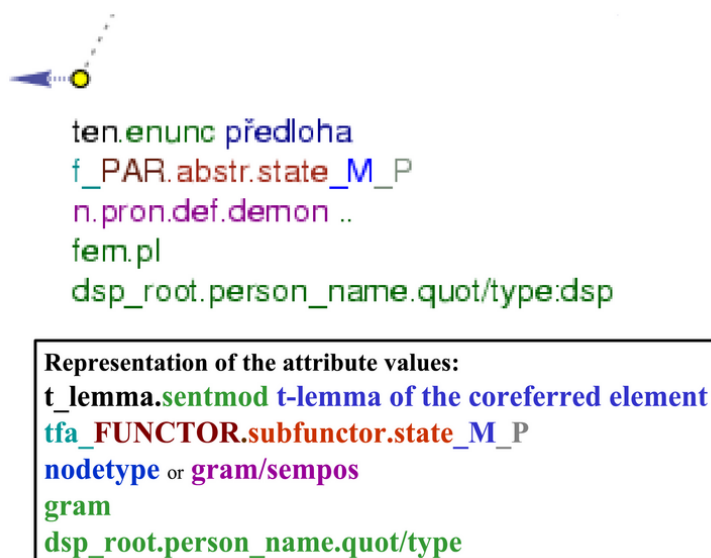 ten.enunc předloha
f_PAR.abstr.state_M_P
n.pron.def.demon ..
fem.pl
dsp_root.person_name.quot/type:dsp
Representation of the attribute values:
t_lemma.sentmod t-lemma of the coreferred element
tfa_FUNCTOR.subfunctor.state_M_P
nodetype or gram/sempos
gram
dsp_root.person_name.quot/type